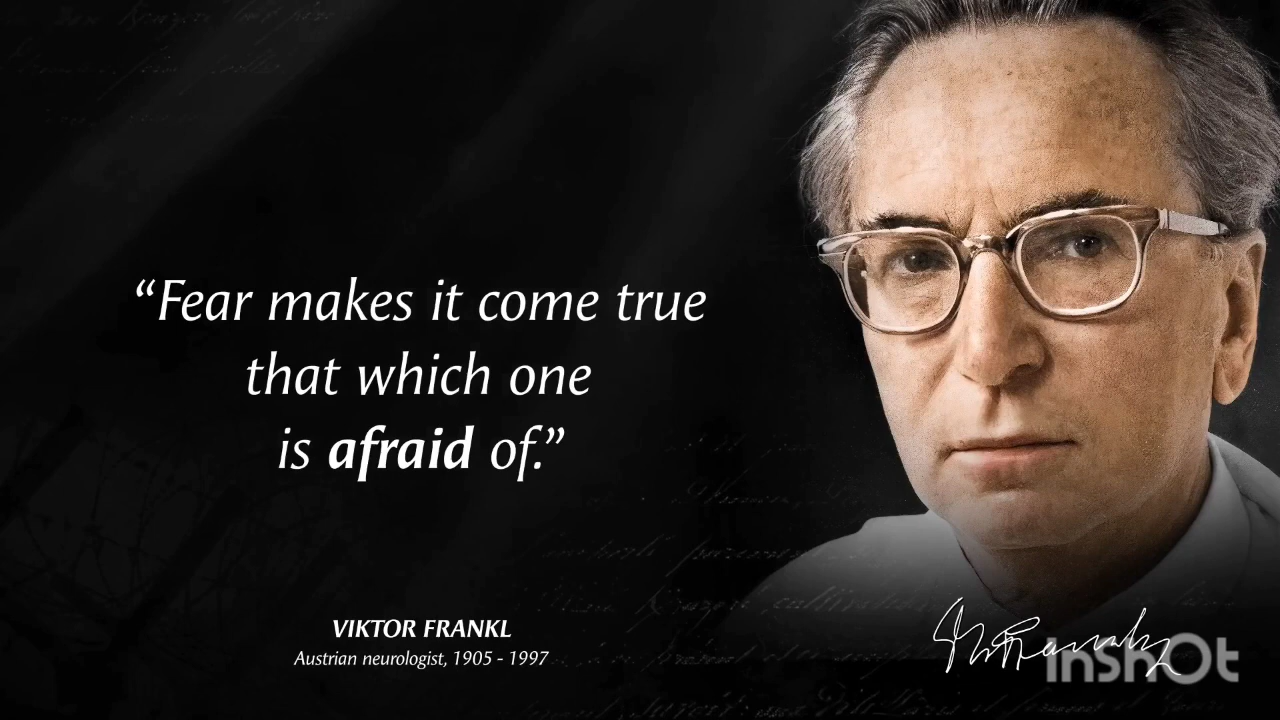 “Fear makes it come true
that which one
is afraid of.”
VIKTOR FRANKL
Austrian neurologist, 1905 - 1997
InShOt